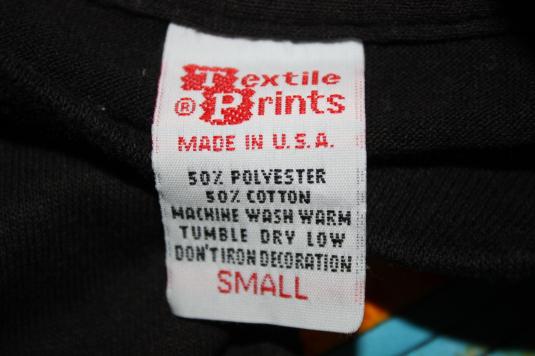 Textile
® Prints
MADE IN U.S.A.
50% POLYESTER
50% COTTON
MACHINE WASH WARM
TUMBLE DRY LOW
DON'T IRON DECORATION
SMALL